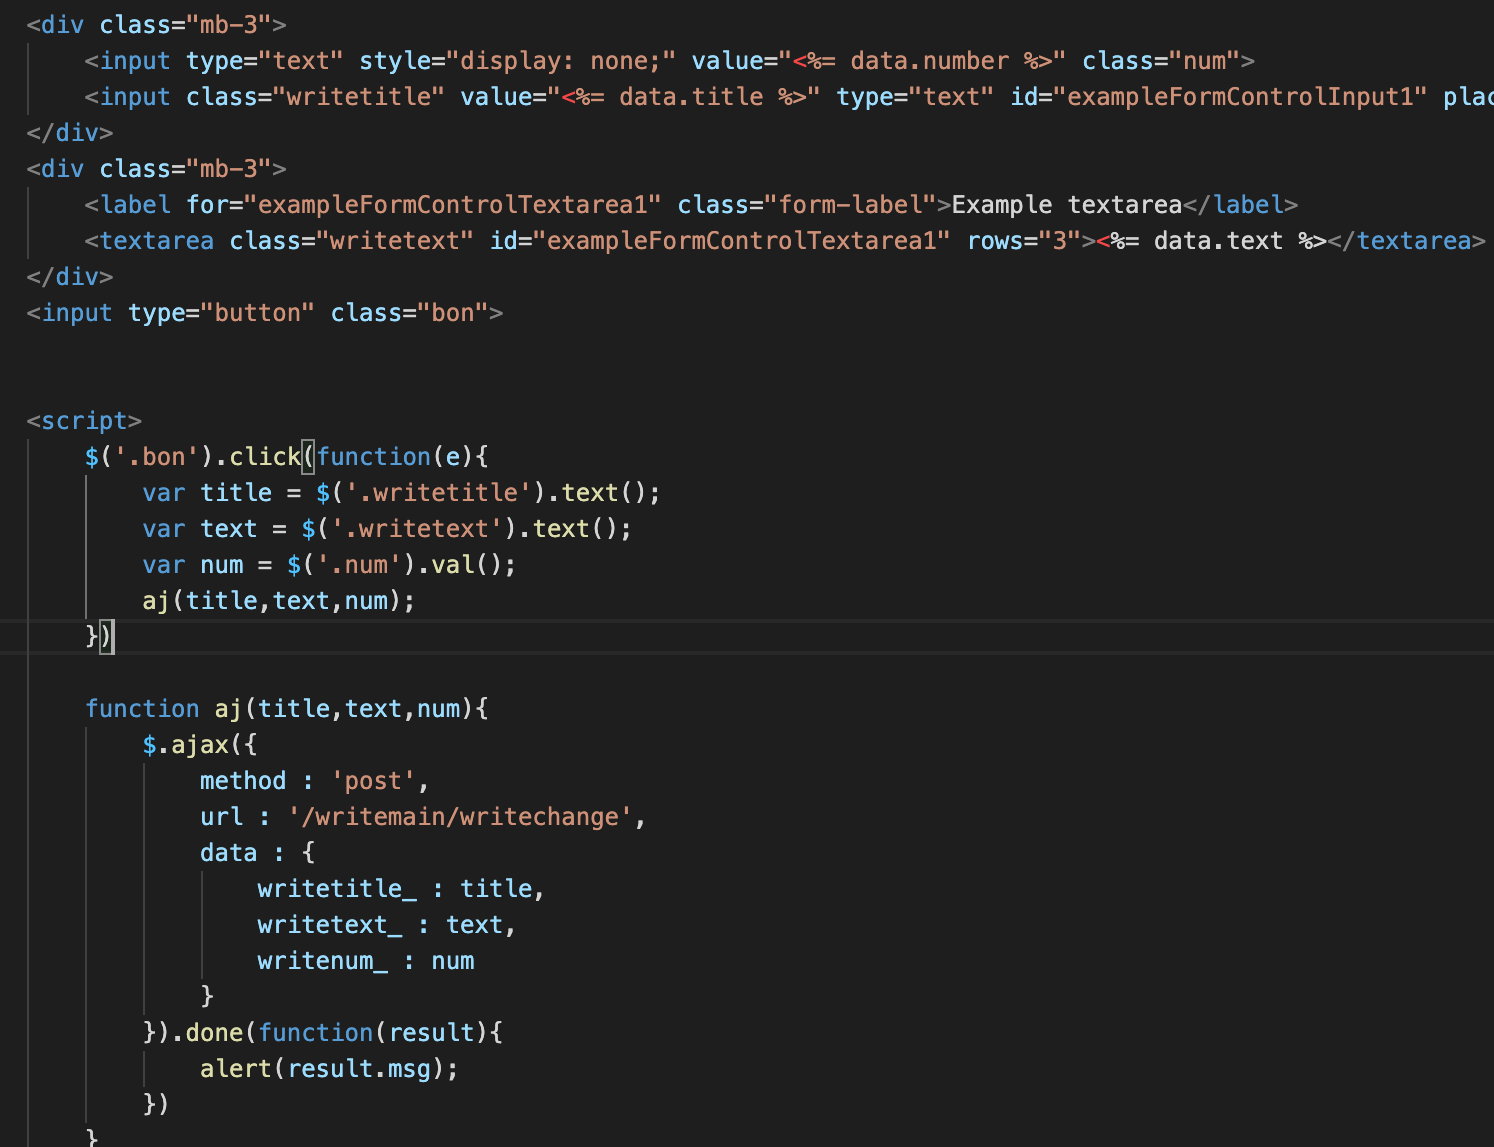 <div class="mb-3">
    <input type="text" style="display: none;" value="<%= data.number %>" class="num">
    <input class="writetitle" value="<%= data.title %>" type="text" id="exampleFormControlInput1"
</div>
<div class="mb-3">
    <label for="exampleFormControlTextarea1" class="form-label">Example textarea</label>
    <textarea class="writetext" id="exampleFormControlTextarea1" rows="3"><%= data.text %></textarea>
</div>
<input type="button" class="bon">
<script>
    $('.bon').click(function(e){
        var title = $('.writetitle').text();
        var text = $('.writetext').text();
        var num = $('.num').val();
        aj(title,text,num);
    })
    function aj(title,text,num){
        $.ajax({
            method : 'post',
            url : '/writemain/writechange',
            data : {
                writetitle_ : title,
                writetext_ : text,
                writenum_ : num
            }
        }).done(function(result){
            alert(result.msg);
        })
    }